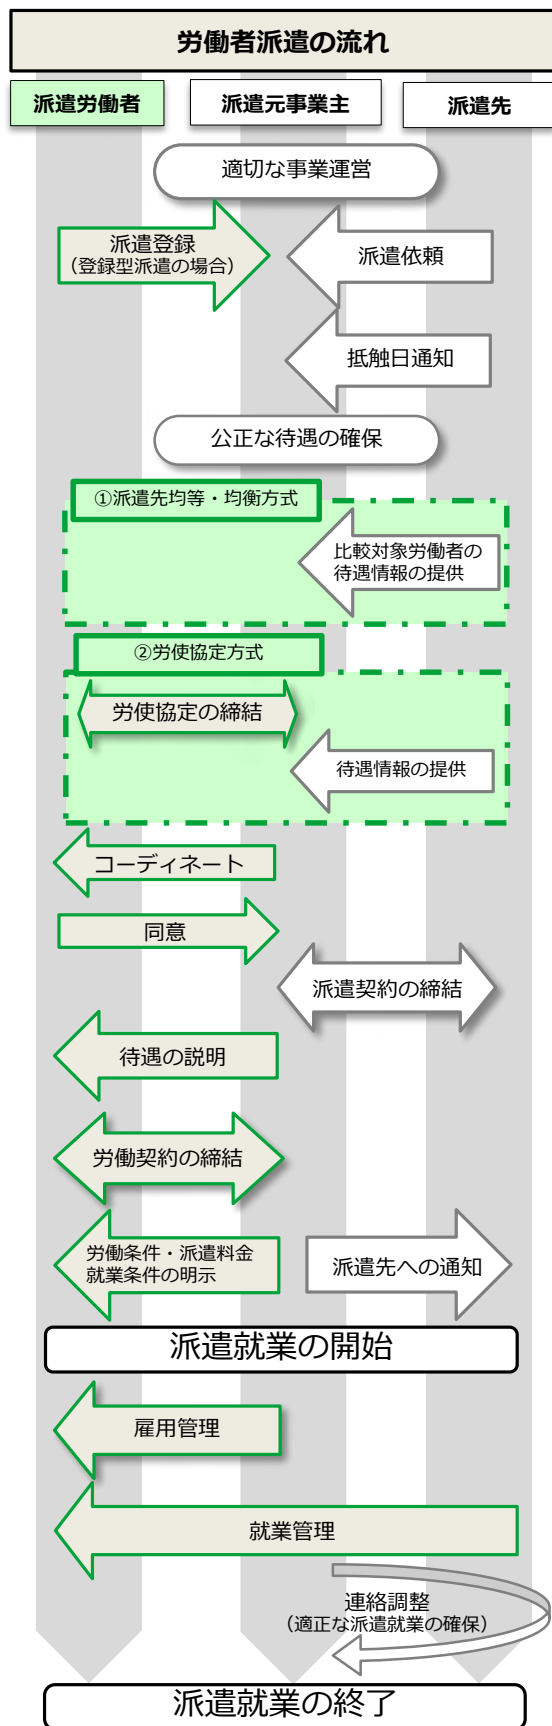 労働者派遣の流れ
派遣労働者
派遣元事業主
派遣先
適切な事業運営
派遣登録
（登録型派遣の場合）
派遣依頼
抵触日通知
公正な待遇の確保
①派遣先均等・均衡方式
比較対象労働者の
待遇情報の提供
②労使協定方式
労使協定の締結
待遇情報の提供
コーディネート
同意
派遣契約の締結
待遇の説明
労働契約の締結
労働条件・派遣料金
就業条件の明示
派遣先への通知
派遣就業の開始
雇用管理
就業管理
連絡調整
（適正な派遣就業の確保）
派遣就業の終了